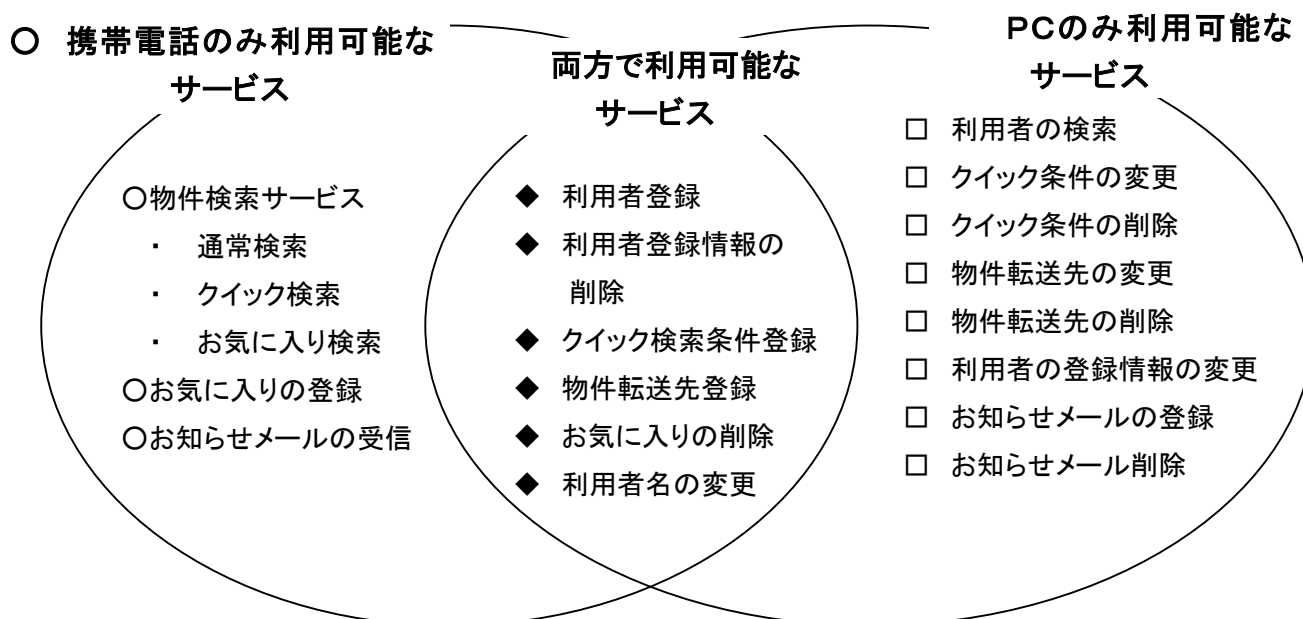 ○ 携帯電話のみ利用可能な
サービス
○物件検索サービス
・ 通常検索
・ クイック検索
・ お気に入り検索
○お気に入りの登録
○お知らせメールの受信
両方で利用可能な
サービス
◆ 利用者登録
◆ 利用者登録情報の
削除
◆ クイック検索条件登録
◆ 物件転送先登録
◆ お気に入りの削除
◆ 利用者名の変更
PCのみ利用可能な
サービス
□ 利用者の検索
□ クイック条件の変更
□ クイック条件の削除
□ 物件転送先の変更
□ 物件転送先の削除
□ 利用者の登録情報の変更
□ お知らせメールの登録
□ お知らせメール削除